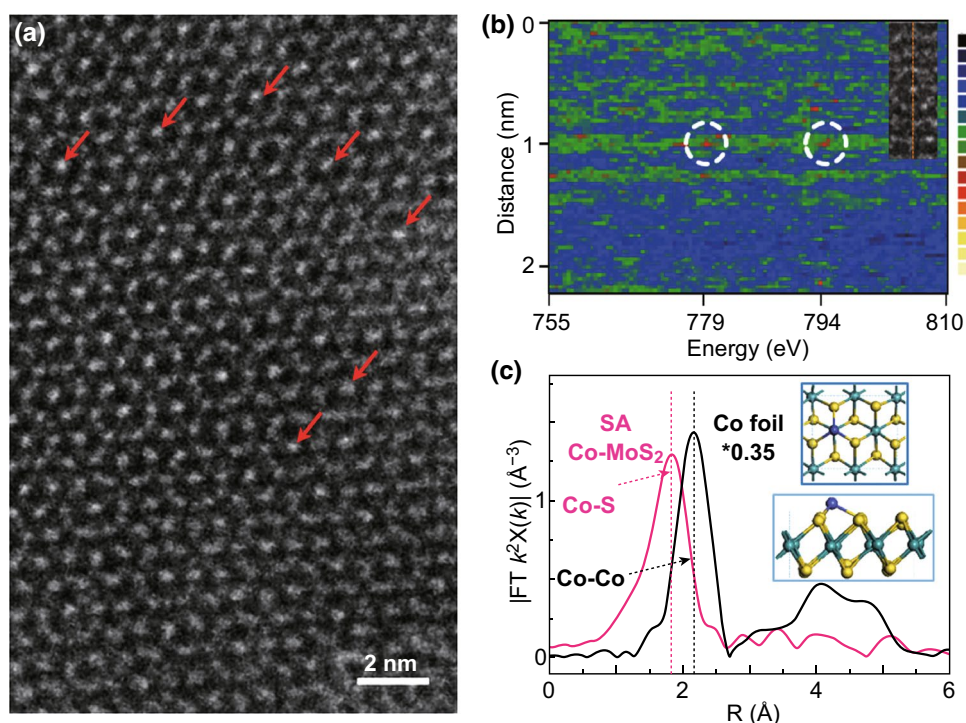 (a)
2 nm
(b)
0
1
2
Distance (nm)
755
779
794
810
Energy (eV)
(c)
SA
Co-MoS₂
Co-S
Co-Co
Co foil
*0.35
1
0
|FT k²X(k)| (Å⁻³)
0
2
4
6
R (Å)